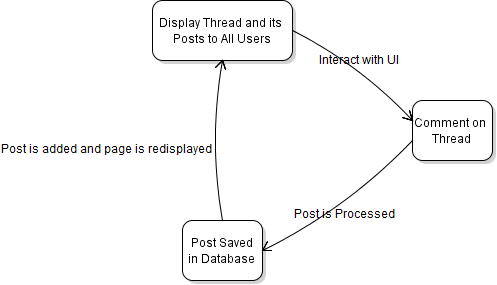 Display Thread and its
Posts to All Users
Interact with UI
Comment on
Thread
Post is added and page is redisplayed
Post is Processed
Post Saved
in Database